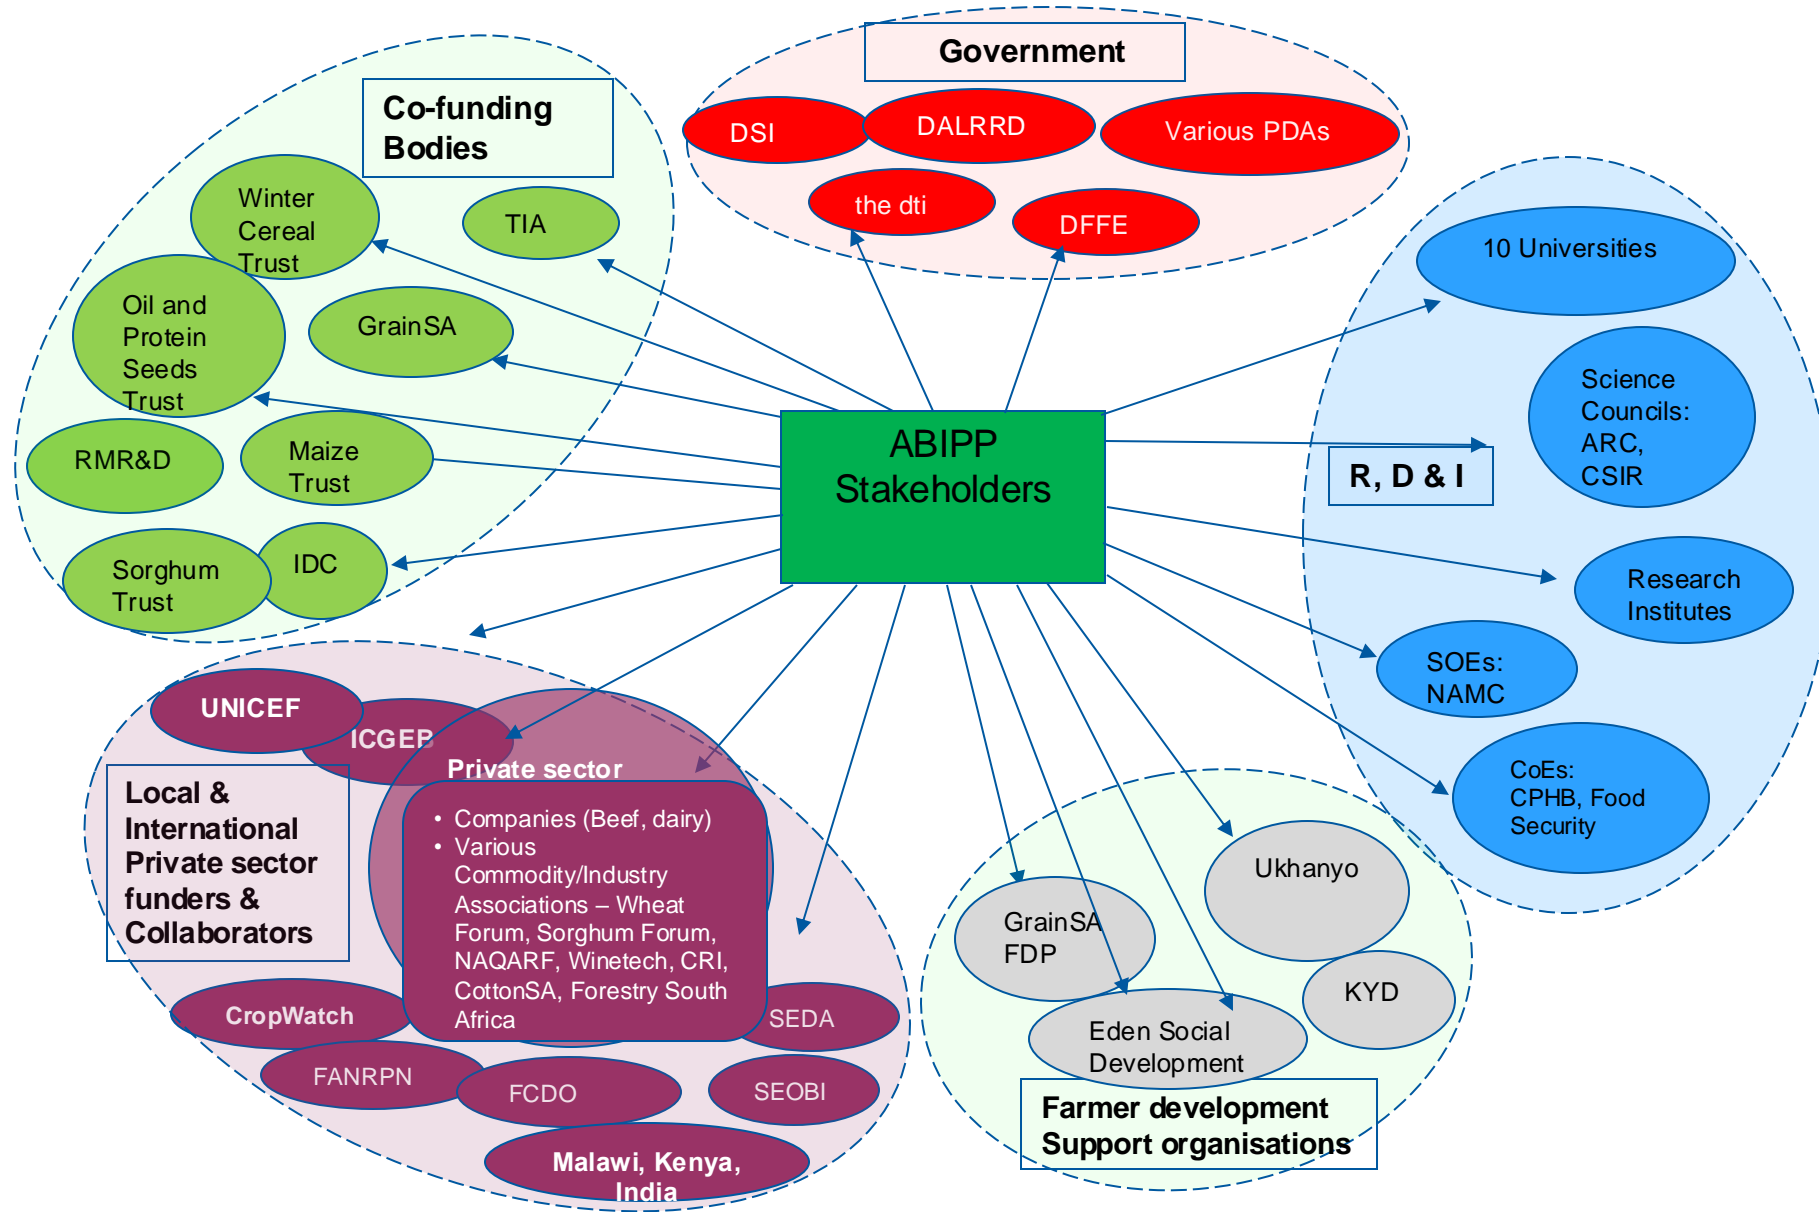 Government
DSI
DALRRD
Various PDAs
the dti
DFFE
Co-funding
Bodies
Winter
Cereal
Trust
TIA
Oil and
Protein
Seeds
Trust
GrainSA
RMR&D
Maize
Trust
Sorghum
Trust
IDC
ABIPP
Stakeholders
10 Universities
Science
Councils:
ARC,
CSIR
R, D & I
Research
Institutes
SOEs:
NAMC
CoEs:
CPHB, Food
Security
UNICEF
ICGEB
Private sector
Local &
International
Private sector
funders &
Collaborators
• Companies (Beef, dairy)
• Various
Commodity/Industry
Associations – Wheat
Forum, Sorghum Forum,
NAQARF, Winetech, CRI,
CottonSA, Forestry South
Africa
CropWatch
SEDA
FANRPN
FCDO
SEOBI
Malawi, Kenya,
India
Ukhanyo
GrainSA
FDP
KYD
Eden Social
Development
Farmer development
Support organisations